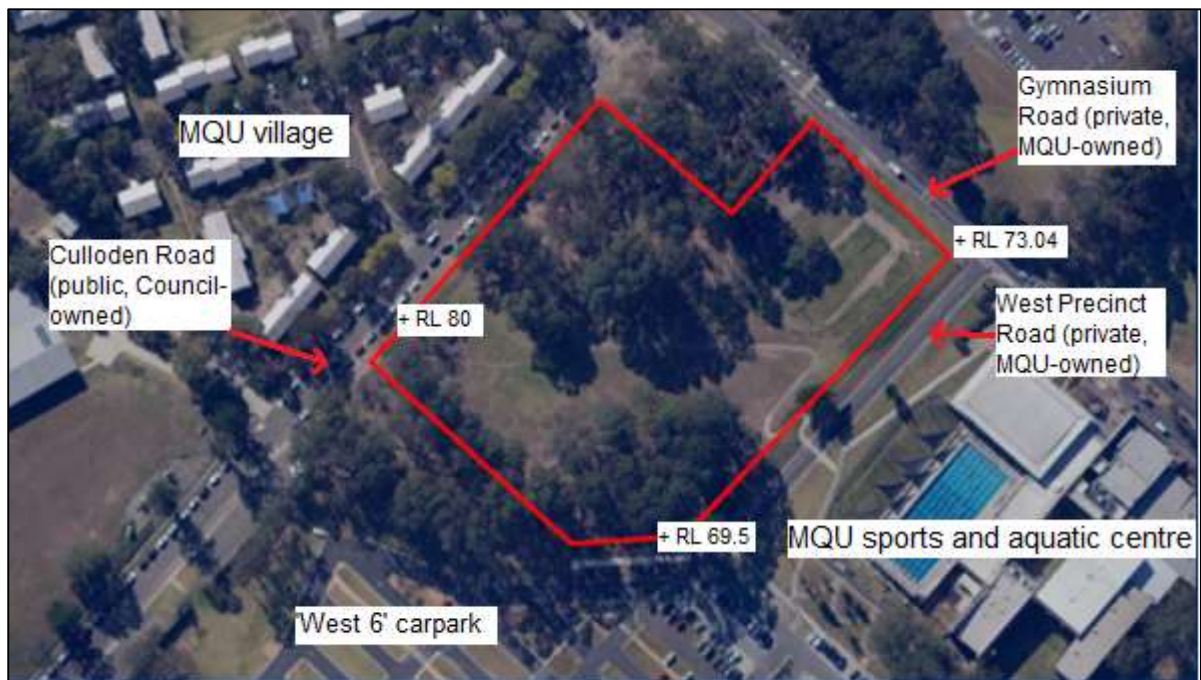 MQU village
Gymnasium
Road (private,
MQU-owned)
Culloden Road
(public, Council-
owned)
+ RL 73.04
+ RL 80
West Precinct
Road (private,
MQU-owned)
+ RL 69.5
MQU sports and aquatic centre
'West 6' carpark